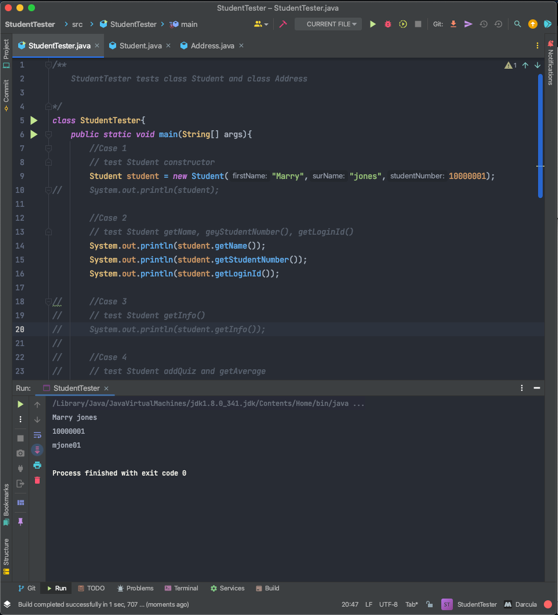 StudentTester – StudentTester.java
StudentTester > src > StudentTester > main
CURRENT FILE
Git:
StudentTester.java
Student.java
Address.java
Project
Commit
Notifications
1 /**
2 StudentTester tests class Student and class Address
3
4 */
5 class StudentTester{
6 public static void main(String[] args){
7 //Case 1
8 // test Student constructor
9 Student student = new Student( firstName: "Marry", surName: "jones", studentNumber: 10000001);
10 // System.out.println(student);
11
12 //Case 2
13 // test Student getName, geyStudentNumber(), getLoginId()
14 System.out.println(student.getName());
15 System.out.println(student.getStudentNumber());
16 System.out.println(student.getLoginId());
17
18 // //Case 3
19 // // test Student getInfo()
20 // System.out.println(student.getInfo());
21 //
22 // //Case 4
23 // // test Student addQuiz and getAverage
1
Run: StudentTester
/Library/Java/JavaVirtualMachines/jdk1.8.0_341.jdk/Contents/Home/bin/java ...
Marry jones
10000001
mjone01
Process finished with exit code 0
Bookmarks
Structure
Git Run TODO Problems Terminal Services Build
Build completed successfully in 1 sec, 707 ... (moments ago)
20:47 LF UTF-8 Tab* StudentTester Darcula